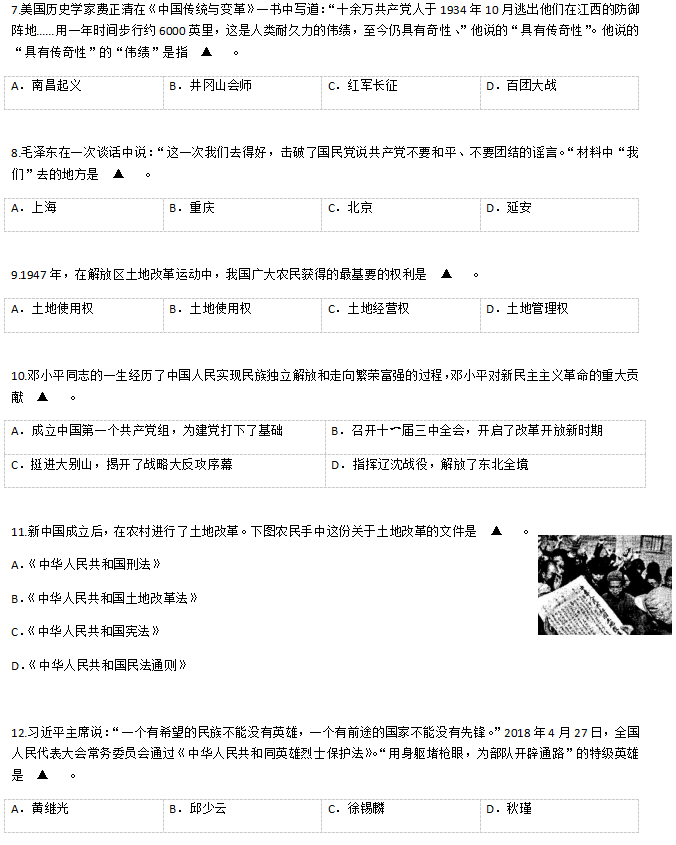 7.美国历史学家费正清在《中国传统与变革》一书中写道：“十余万共产党人于 1934 年 10 月逃出他们在江西的防御
阵地……用一年时间步行约 6000 英里，这是人类耐久力的伟绩，至今仍具有奇性、”他说的“具有传奇性”。他说的
“具有传奇性”的“伟绩”是指 ▲ 。
A．南昌起义 B．井冈山会师 C．红军长征 D．百团大战
8.毛泽东在一次谈话中说：“这一次我们去得好，击破了国民党说共产党不要和平、不要团结的谣言。“材料中“我
们”去的地方是 ▲ 。
A．上海 B．重庆 C．北京 D．延安
9.1947 年，在解放区土地改革运动中，我国广大农民获得的最基要的权利是 ▲ 。
A．土地使用权 B．土地使用权 C．土地经营权 D．土地管理权
10.邓小平同志的一生经历了中国人民实现民族独立解放和走向繁荣富强的过程，邓小平对新民主主义革命的重大贡
献 ▲ 。
A．成立中国第一个共产党组，为建党打下了基础 B．召开十一届三中全会，开启了改革开放新时期
C．挺进大别山，揭开了战略大反攻序幕 D．指挥辽沈战役，解放了东北全境
11.新中国成立后，在农村进行了土地改革。下图农民手中这份关于土地改革的文件是 ▲ 。
A.《中华人民共和国刑法》
B.《中华人民共和国土地改革法》
C.《中华人民共和国宪法》
D.《中华人民共和国民法通则》
12.习近平主席说：“一个有希望的民族不能没有英雄，一个有前途的国家不能没有先锋。”2018 年 4 月 27 日，全国
人民代表大会常务委员会通过《中华人民共和同英雄烈士保护法》。“用身躯堵枪眼，为部队开辟通路”的特级英雄
是 ▲ 。
A．黄继光 B．邱少云 C．徐锡麟 D．秋瑾